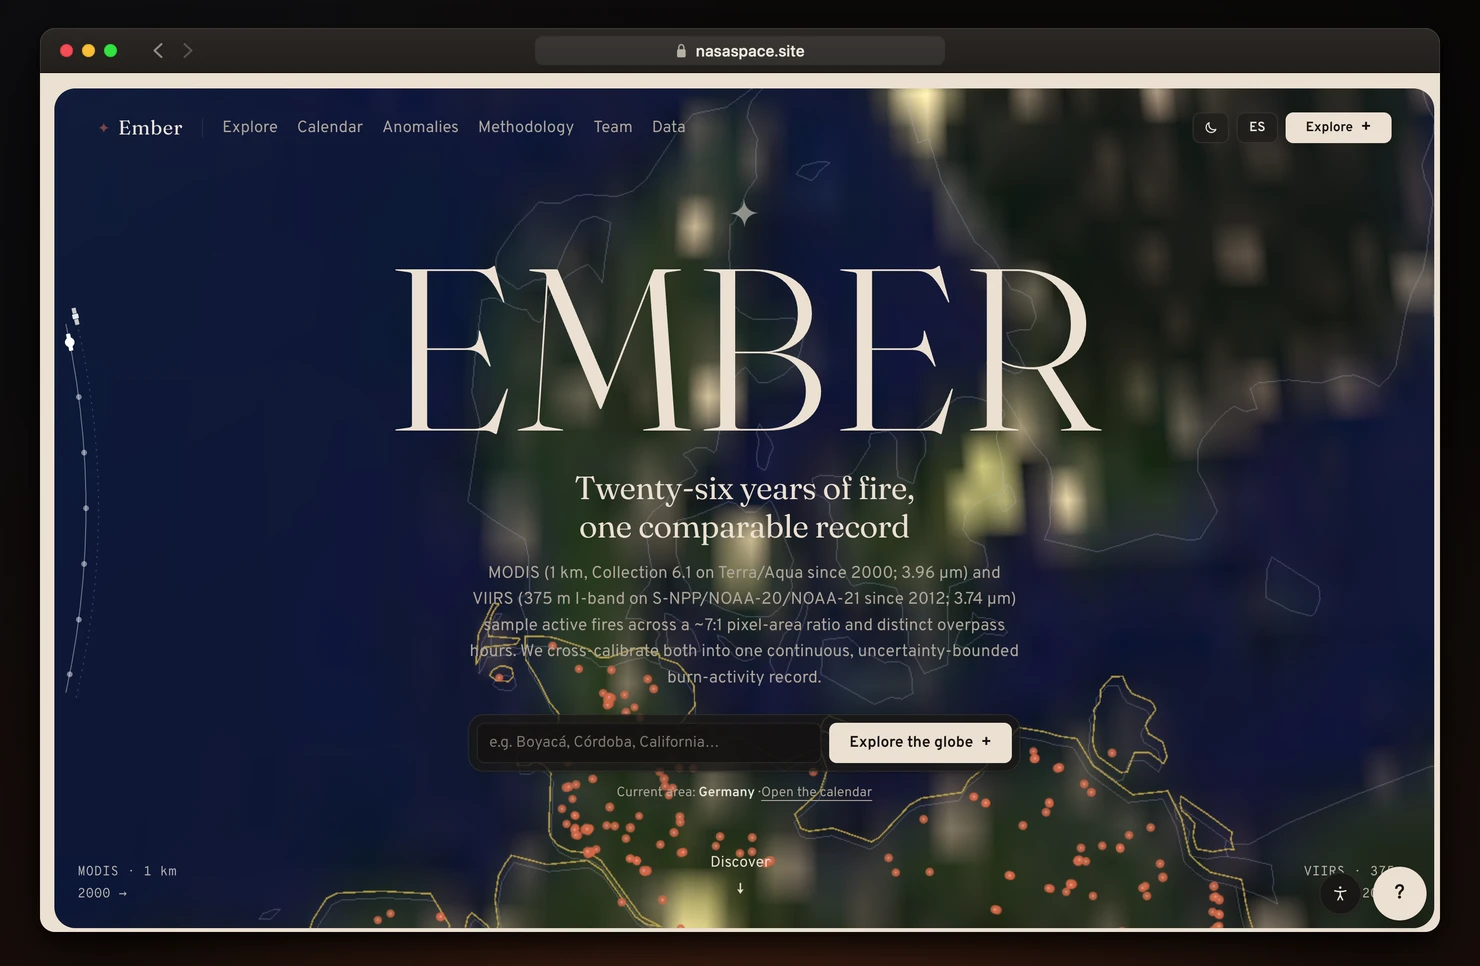 nasaspace.site
Ember
Explore
Calendar
Anomalies
Methodology
Team
Data
ES
Explore +
EMBER
Twenty-six years of fire,
one comparable record
MODIS (1 km, Collection 6.1 on Terra/Aqua since 2000; 3.96 µm) and
VIIRS (375 m I-band on S-NPP/NOAA-20/NOAA-21 since 2012; 3.74 µm)
sample active fires across a ~7:1 pixel-area ratio and distinct overpass
hours. We cross-calibrate both into one continuous, uncertainty-bounded
burn-activity record.
e.g. Boyacá, Córdoba, California…
Explore the globe +
Current area: Germany ·Open the calendar
Discover
↓
MODIS · 1 km
2000 →
VIIRS · 375
?